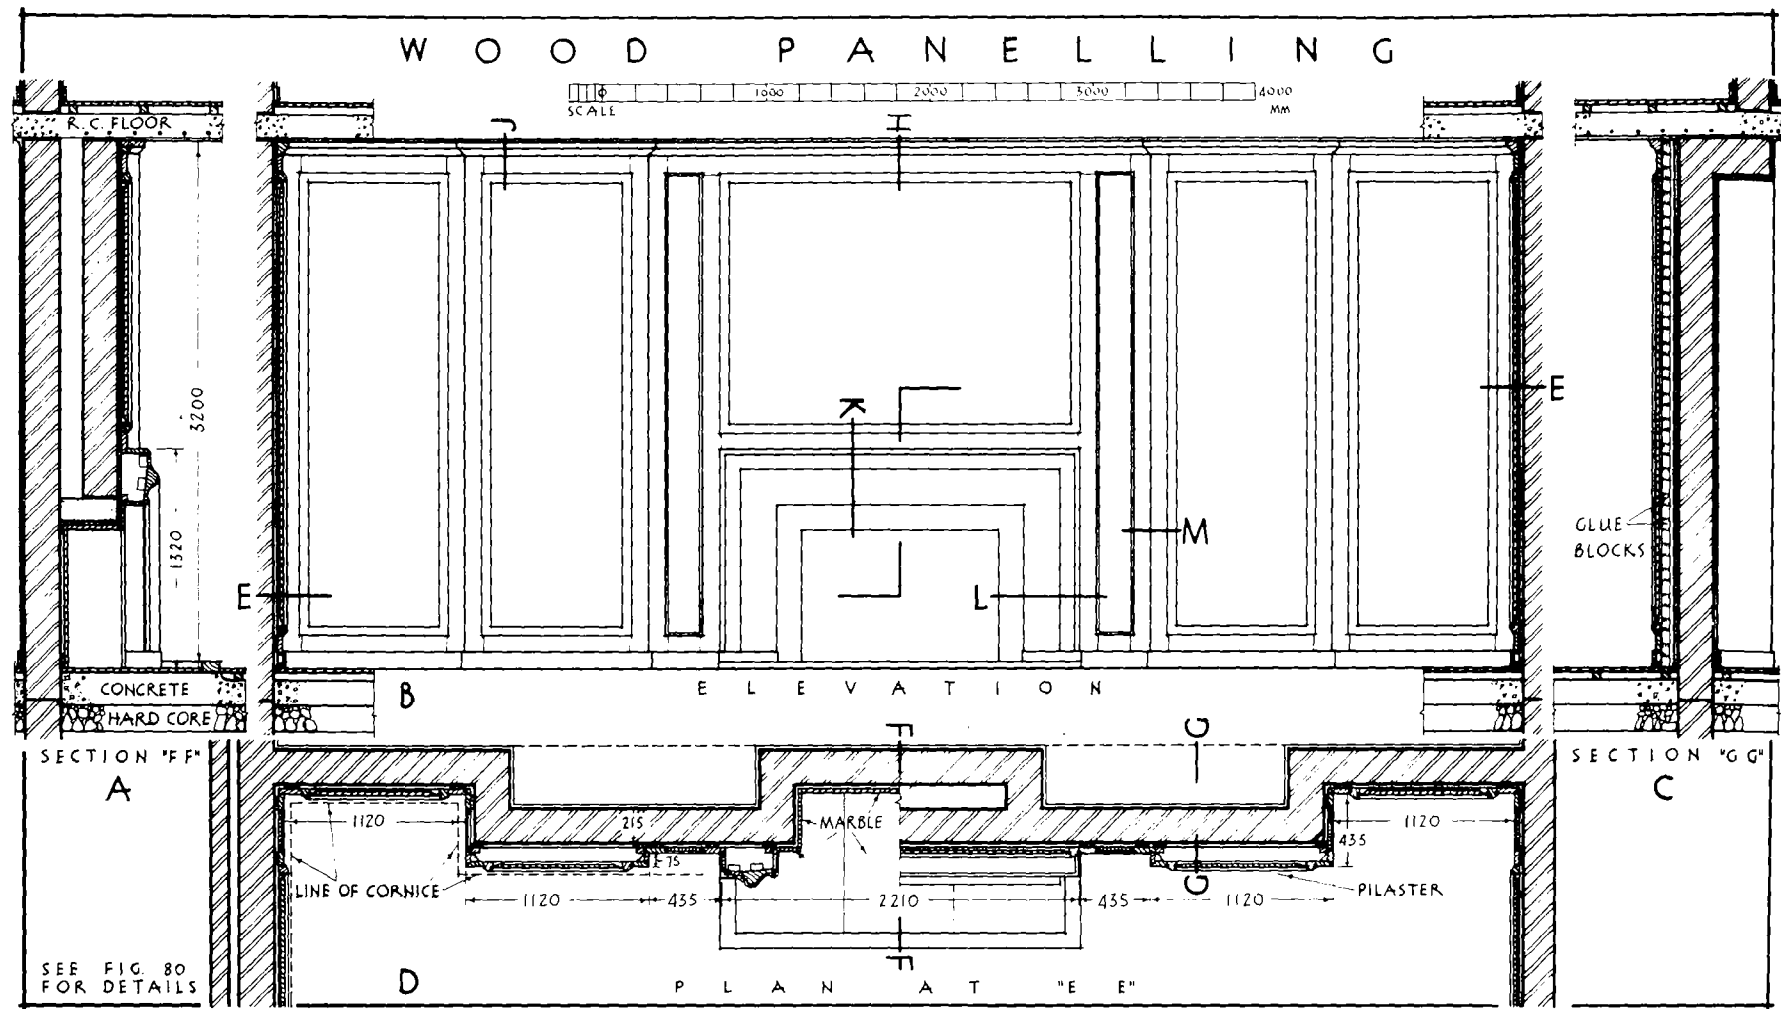 WOOD PANELLING
1000 2000 3000 4000
SCALE MM
R.C. FLOOR
J
H
3200
K
E
1320
M
GLUE
BLOCKS
E
L
CONCRETE
HARD CORE
B ELEVATION
SECTION "FF"
A
F
G
SECTION "GG"
C
1120
215
MARBLE
1120
435
75
LINE OF CORNICE
G
PILASTER
1120 435 2210 435 1120
F
SEE FIG. 80
FOR DETAILS
D PLAN AT "E E"